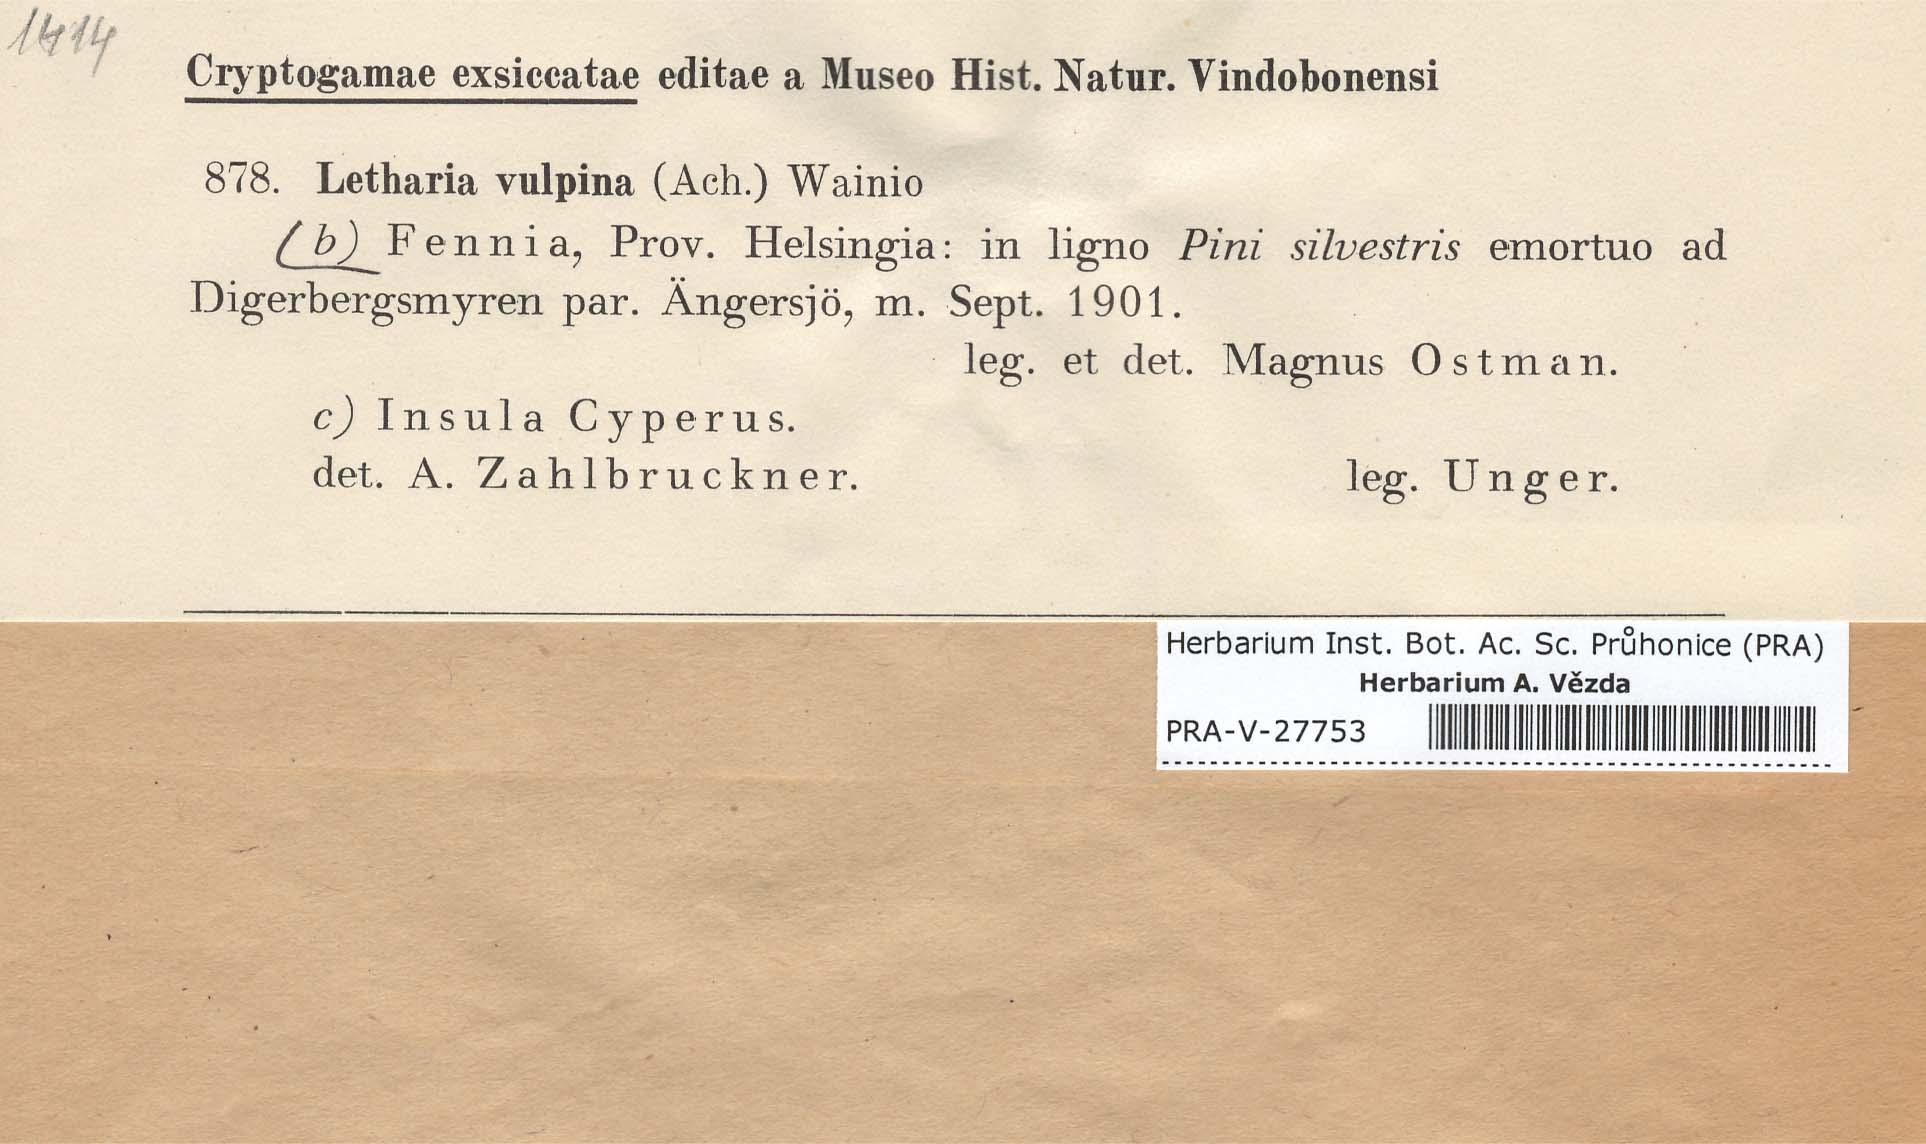 1414
Cryptogamae exsiccatae editae a Museo Hist. Natur. Vindobonensi
878. Letharia vulpina (Ach.) Wainio
(b) Fennia, Prov. Helsingia: in ligno Pini silvestris emortuo ad
Digerbergsmyren par. Ängersjö, m. Sept. 1901.
leg. et det. Magnus Ostman.
c) Insula Cyperus.
det. A. Zahlbruckner. leg. Unger.
Herbarium Inst. Bot. Ac. Sc. Průhonice (PRA)
Herbarium A. Vězda
PRA-V-27753